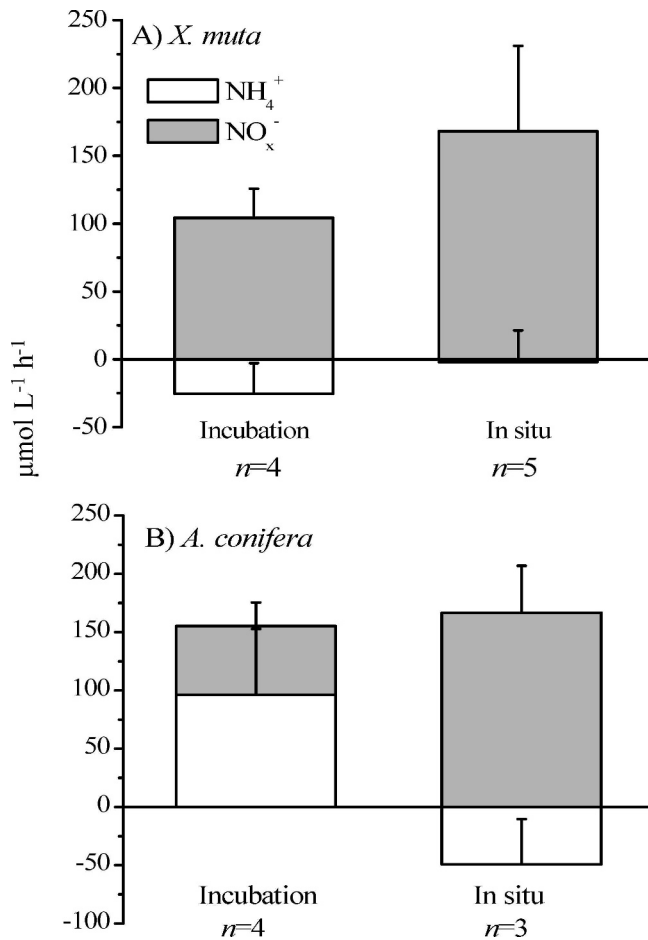 A) X. muta
NH₄⁺
NOₓ⁻
250
200
150
100
50
0
-50
Incubation
In situ
n=4
n=5
µmol L⁻¹ h⁻¹
B) A. conifera
250
200
150
100
50
0
-50
-100
Incubation
In situ
n=4
n=3